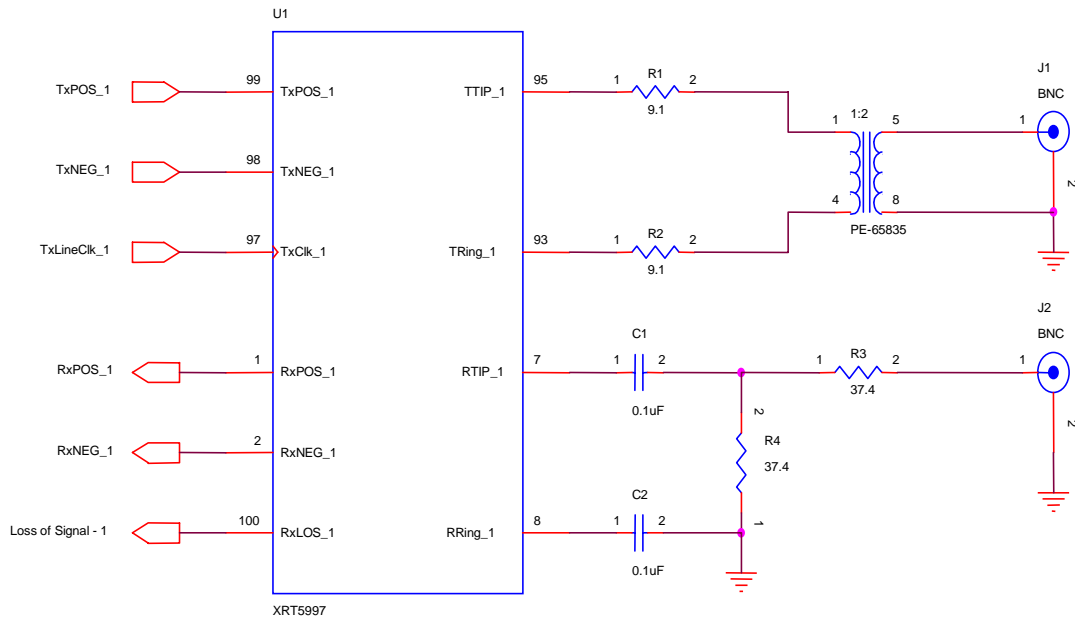 U1
J1
BNC
TxPOS_1 99 TxPOS_1 TTIP_1 95 1 R1 2
9.1
1:2
1 5 1
2
TxNEG_1 98 TxNEG_1
4 8
PE-65835
TxLineClk_1 97 TxClk_1 TRing_1 93 1 R2 2
9.1
J2
BNC
RxPOS_1 1 RxPOS_1 RTIP_1 7 1 C1 2
0.1uF
1 R3 2 1
37.4
2
2
R4
37.4
1
RxNEG_1 2 RxNEG_1
Loss of Signal - 1 100 RxLOS_1 RRing_1 8 1 C2 2
0.1uF
XRT5997